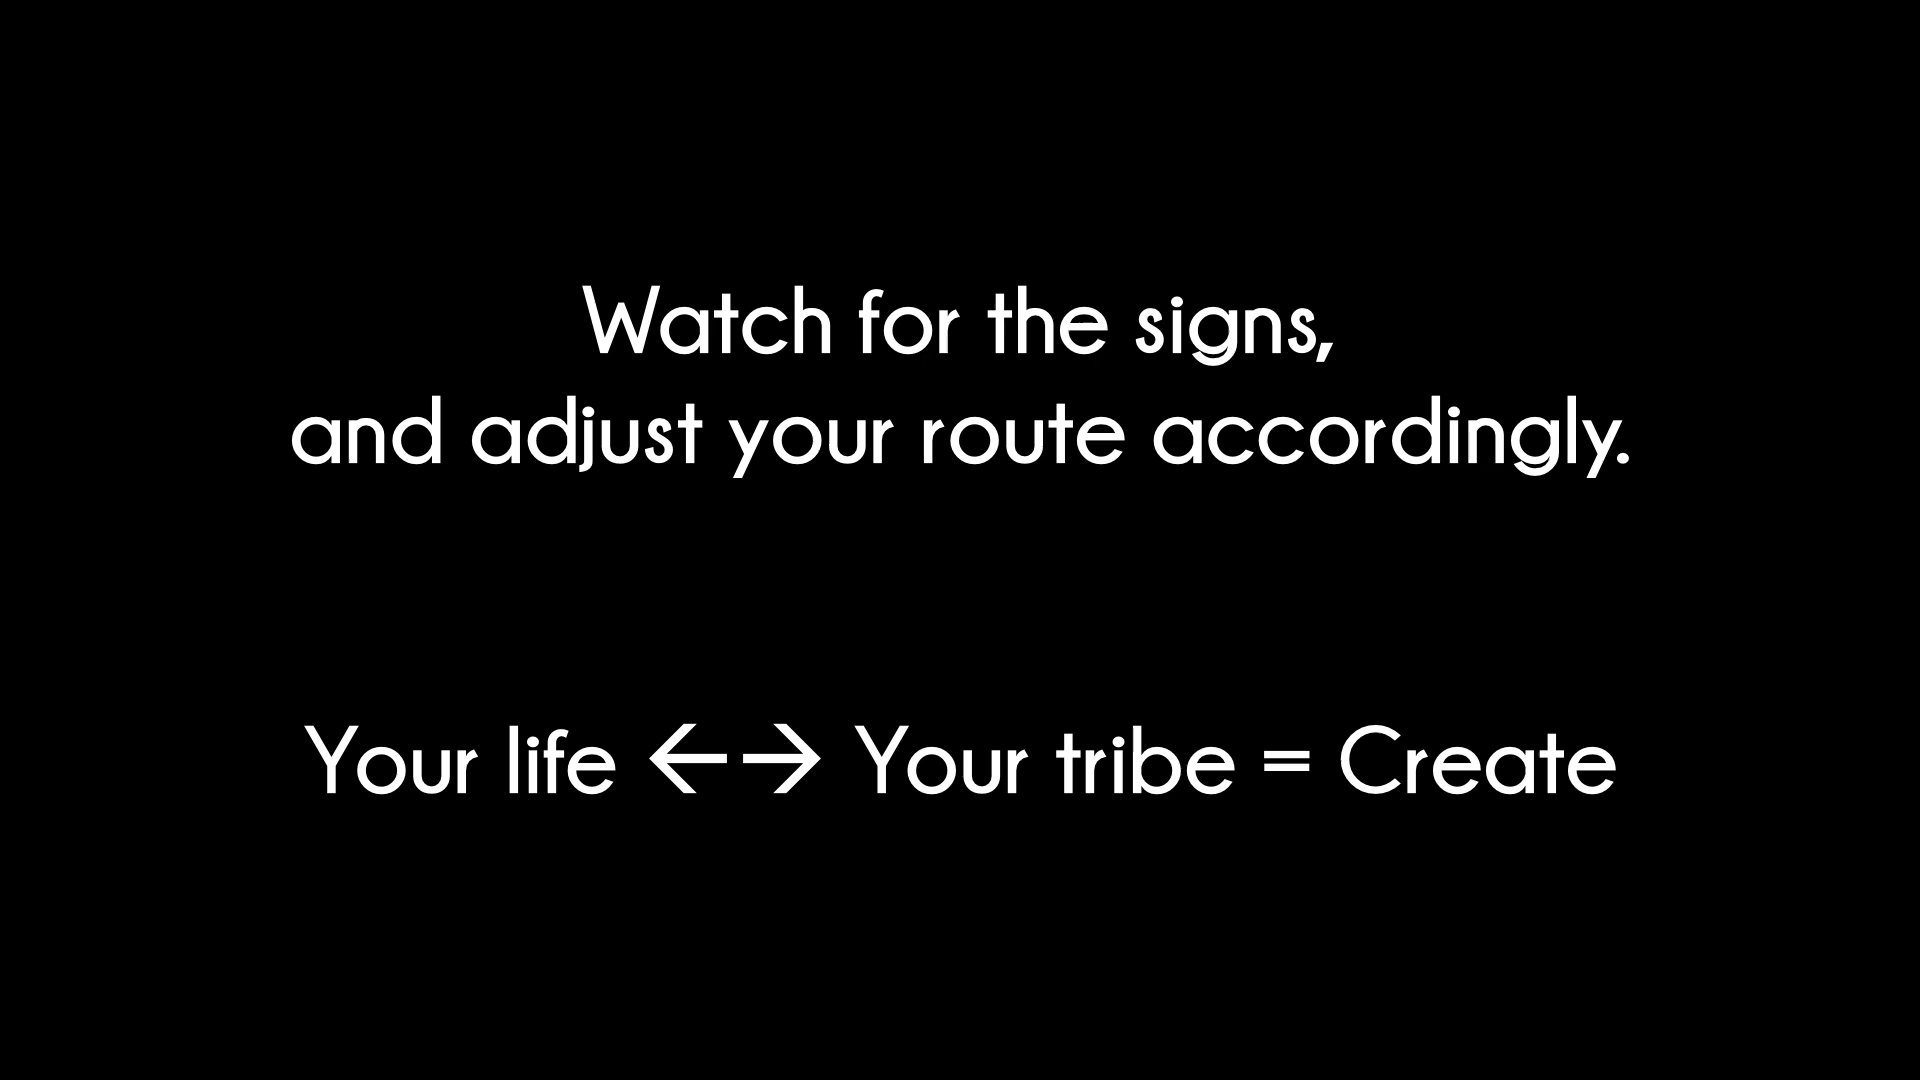 Watch for the signs,
and adjust your route accordingly.
Your life ←→ Your tribe = Create